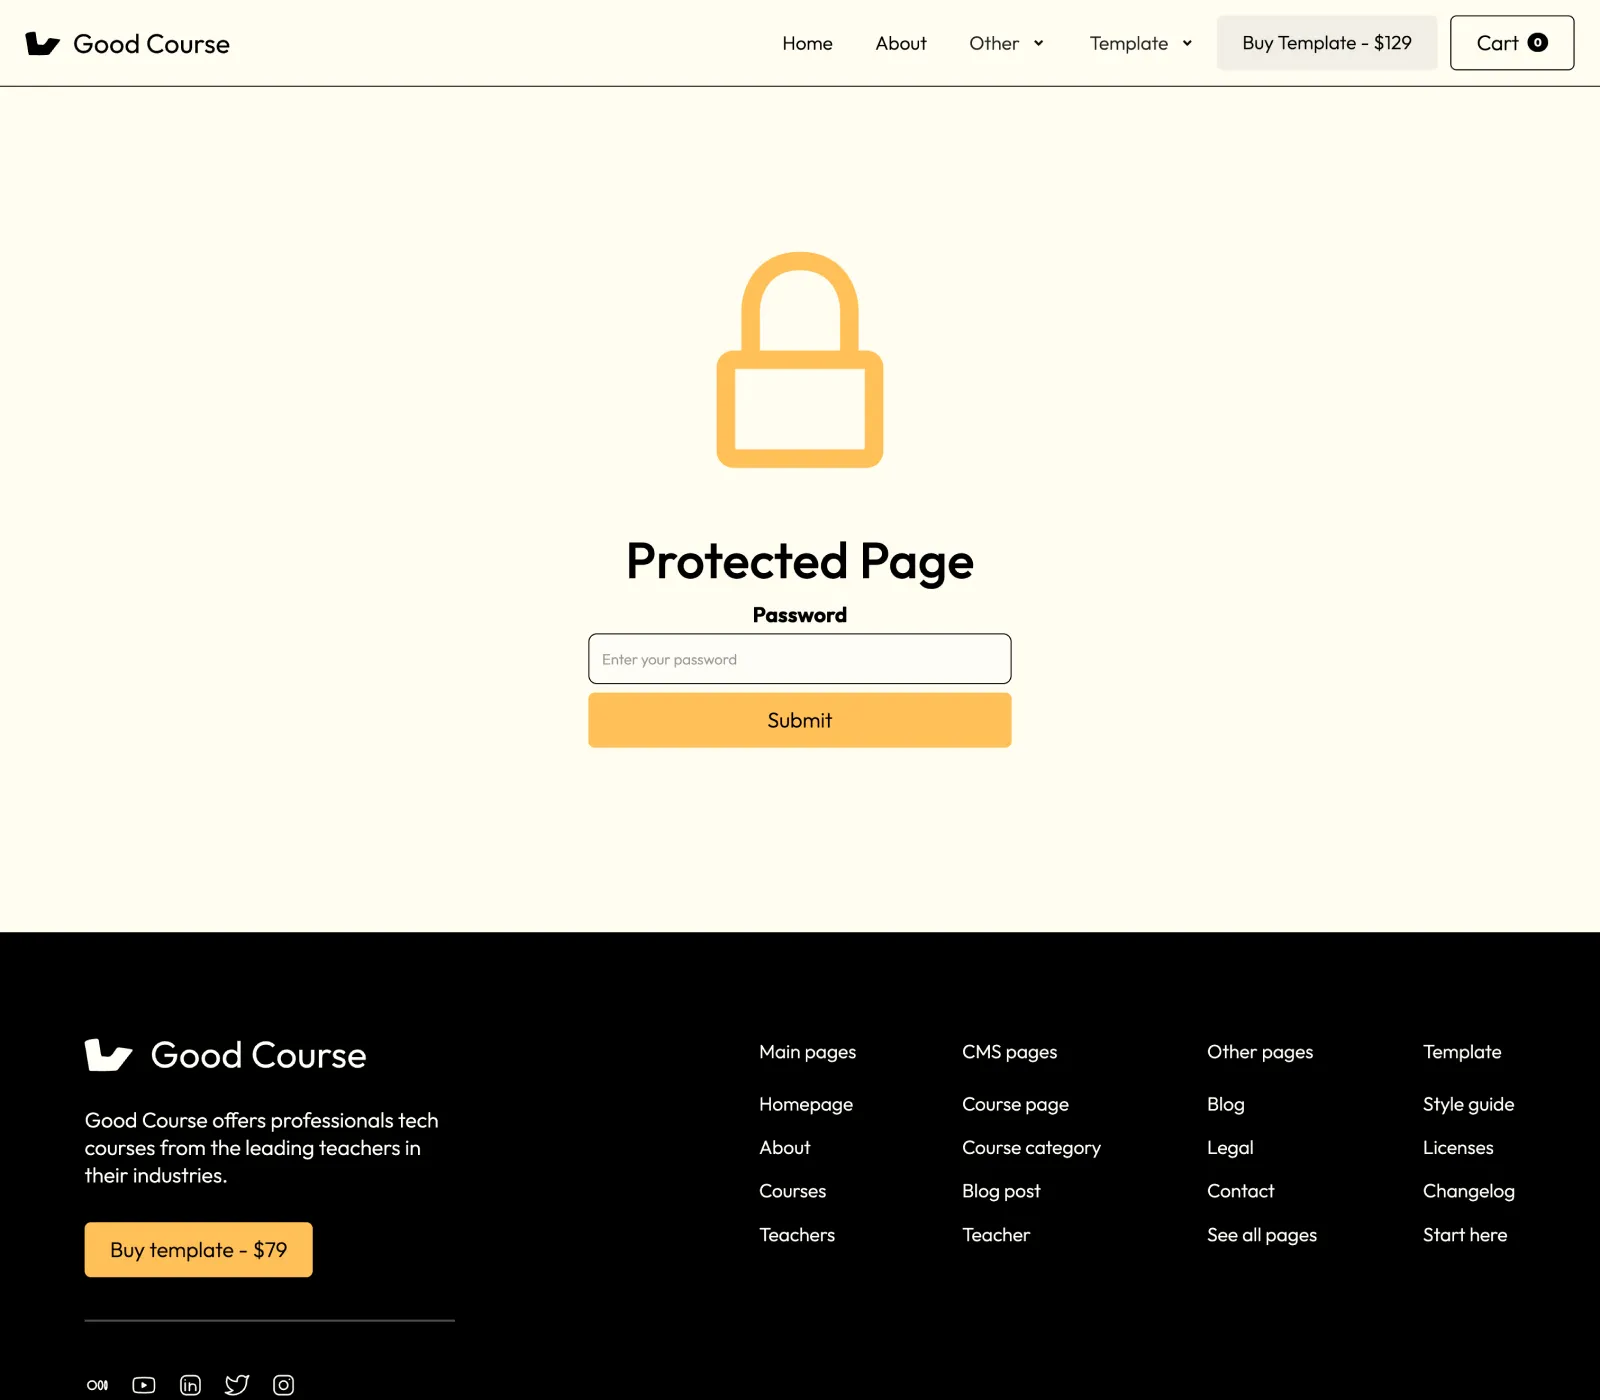 Good Course
Home
About
Other
Template
Buy Template - $129
Cart 0
Protected Page
Password
Enter your password
Submit
Good Course
Good Course offers professionals tech
courses from the leading teachers in
their industries.
Buy template - $79
Main pages
Homepage
About
Courses
Teachers
CMS pages
Course page
Course category
Blog post
Teacher
Other pages
Blog
Legal
Contact
See all pages
Template
Style guide
Licenses
Changelog
Start here
in